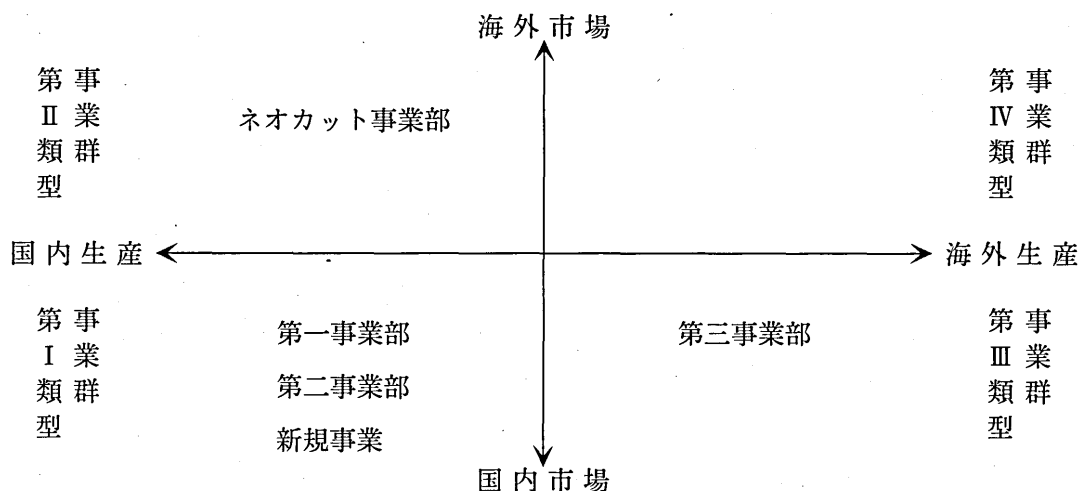 海外市場
第Ⅱ類型
事業群
ネオカット事業部
第Ⅳ類型
事業群
国内生産
海外生産
第Ⅰ類型
事業群
第一事業部
第二事業部
新規事業
第三事業部
第Ⅲ類型
事業群
国内市場